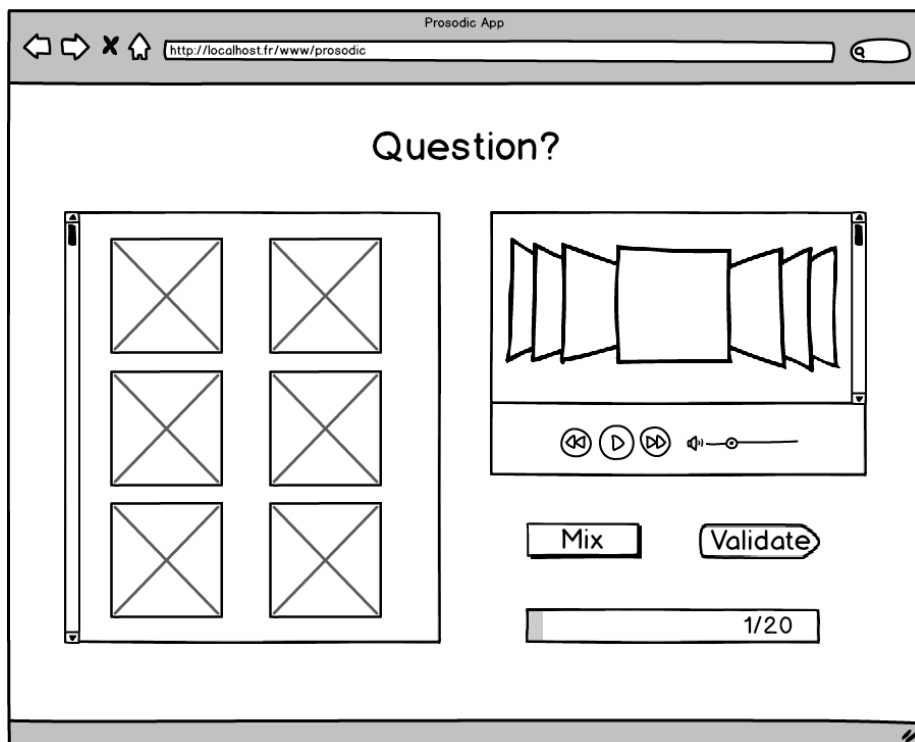 Prosodic App
http://localhost.fr/www/prosodic
Question?
Mix
Validate
1/20